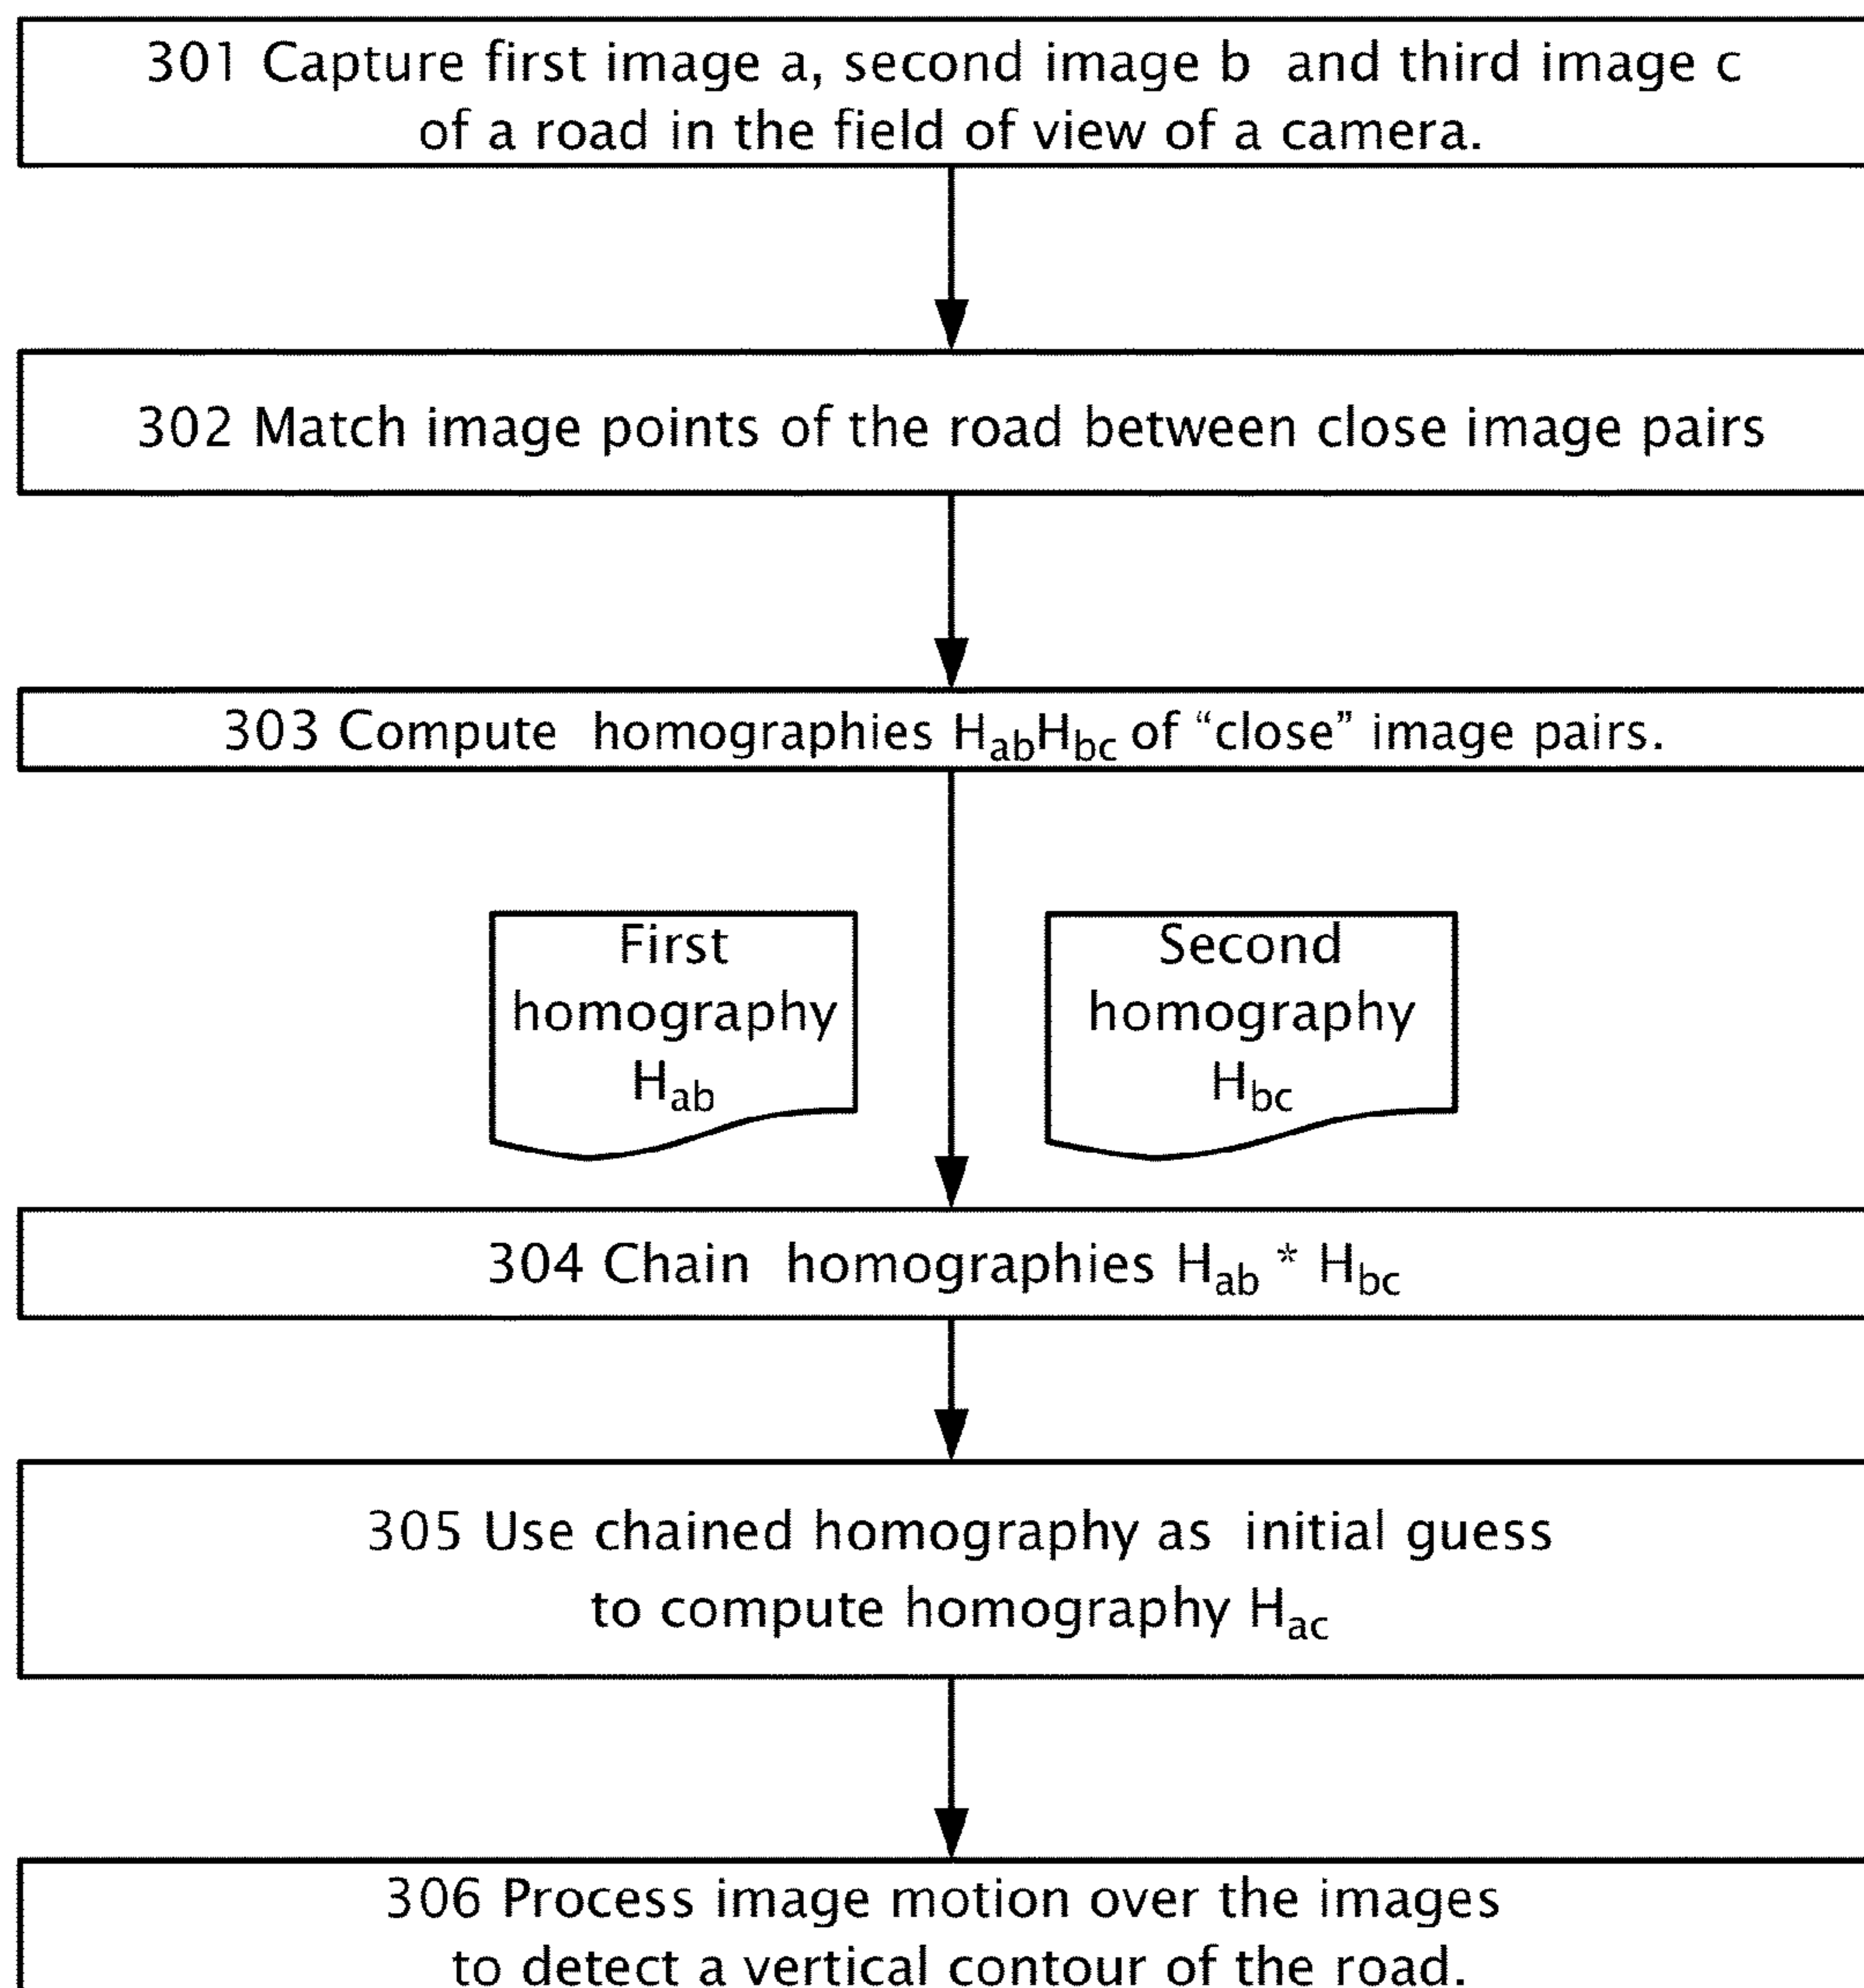 301 Capture first image a, second image b and third image c
of a road in the field of view of a camera.
302 Match image points of the road between close image pairs
303 Compute homographies HabHbc of “close” image pairs.
First
homography
Hab
Second
homography
Hbc
304 Chain homographies Hab * Hbc
305 Use chained homography as initial guess
to compute homography Hac
306 Process image motion over the images
to detect a vertical contour of the road.